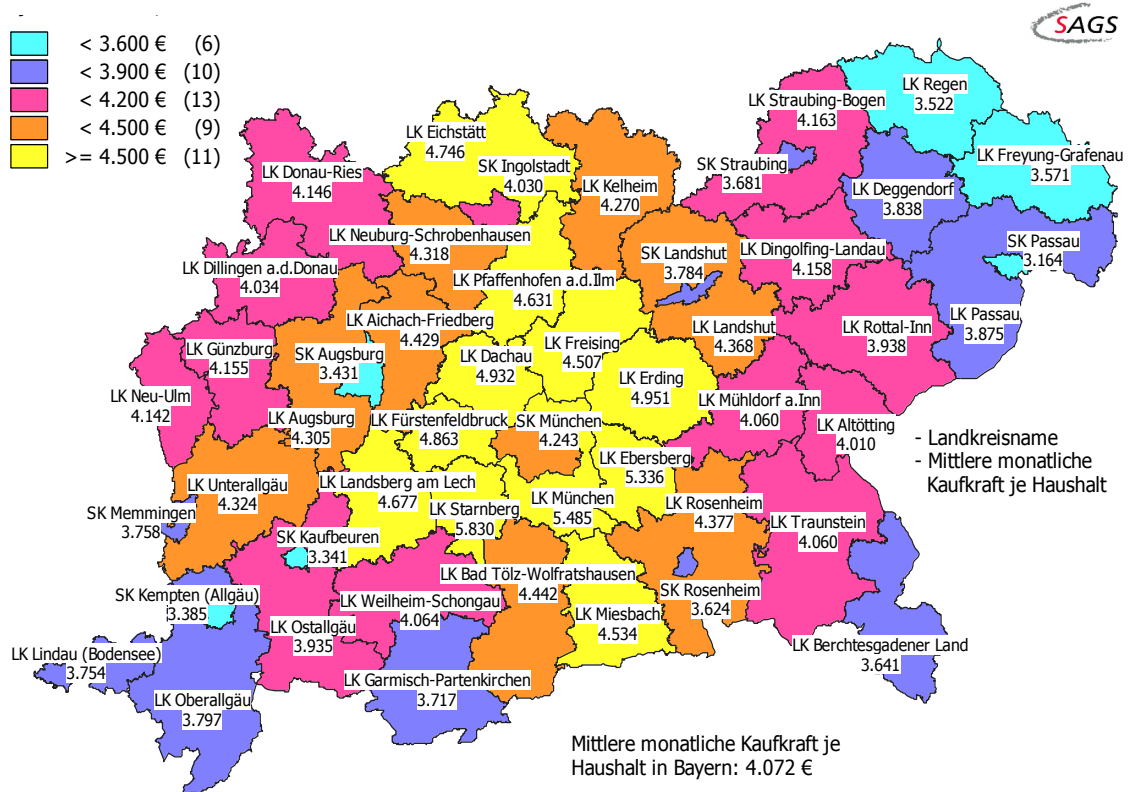 < 3.600 € (6)
< 3.900 € (10)
< 4.200 € (13)
< 4.500 € (9)
>= 4.500 € (11)
SAGS
LK Regen
3.522
LK Straubing-Bogen
4.163
LK Eichstätt
4.746
SK Ingolstadt
4.030
LK Freyung-Grafenau
3.571
SK Straubing
3.681
LK Donau-Ries
4.146
LK Kelheim
4.270
LK Deggendorf
3.838
LK Neuburg-Schrobenhausen
4.318
SK Landshut
3.784
LK Dingolfing-Landau
4.158
SK Passau
3.164
LK Dillingen a.d.Donau
4.034
LK Pfaffenhofen a.d.Ilm
4.631
LK Passau
3.875
LK Aichach-Friedberg
4.429
LK Landshut
4.368
LK Rottal-Inn
3.938
LK Günzburg
4.155
SK Augsburg
3.431
LK Dachau
4.932
LK Freising
4.507
LK Erding
4.951
LK Neu-Ulm
4.142
LK Mühldorf a.Inn
4.060
LK Augsburg
4.305
LK Fürstenfeldbruck
4.863
SK München
4.243
LK Altötting
4.010
LK Ebersberg
5.336
- Landkreisname
- Mittlere monatliche
Kaufkraft je Haushalt
LK Unterallgäu
4.324
LK Landsberg am Lech
4.677
LK München
5.485
LK Rosenheim
4.377
SK Memmingen
3.758
LK Starnberg
5.830
LK Traunstein
4.060
SK Kaufbeuren
3.341
LK Bad Tölz-Wolfratshausen
4.442
SK Rosenheim
3.624
SK Kempten (Allgäu)
3.385
LK Weilheim-Schongau
4.064
LK Miesbach
4.534
LK Ostallgäu
3.935
LK Berchtesgadener Land
3.641
LK Lindau (Bodensee)
3.754
LK Garmisch-Partenkirchen
3.717
LK Oberallgäu
3.797
Mittlere monatliche Kaufkraft je
Haushalt in Bayern: 4.072 €